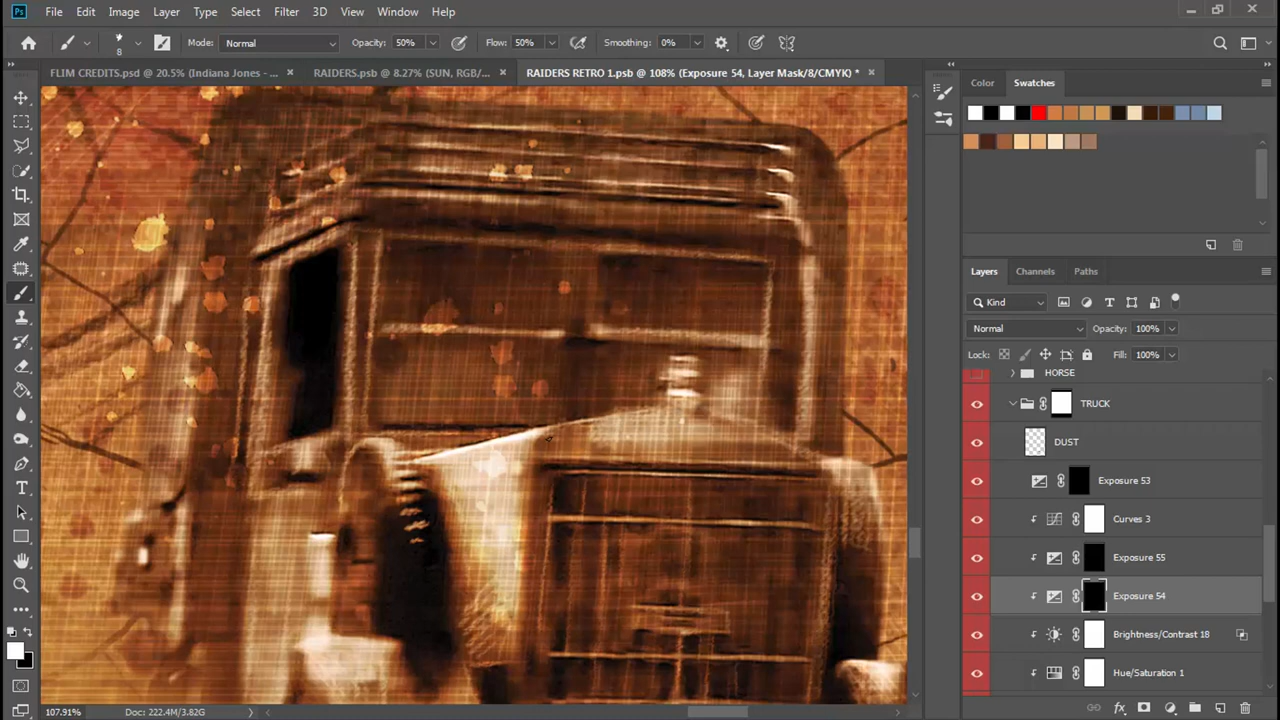 Ps File Edit Image Layer Type Select Filter 3D View Window Help
8 Mode: Normal Opacity: 50% Flow: 50% Smoothing: 0%
FLIM CREDITS.psd @ 20.5% (Indiana Jones - ... RAIDERS.psb @ 8.27% (SUN, RGB/... RAIDERS RETRO 1.psb @ 108% (Exposure 54, Layer Mask/8/CMYK) *
Color Swatches
Layers Channels Paths
Kind
Normal Opacity: 100%
Lock: Fill: 100%
HORSE
TRUCK
DUST
Exposure 53
Curves 3
Exposure 55
Exposure 54
Brightness/Contrast 18
Hue/Saturation 1
107.91% Doc: 222.4M/3.82G